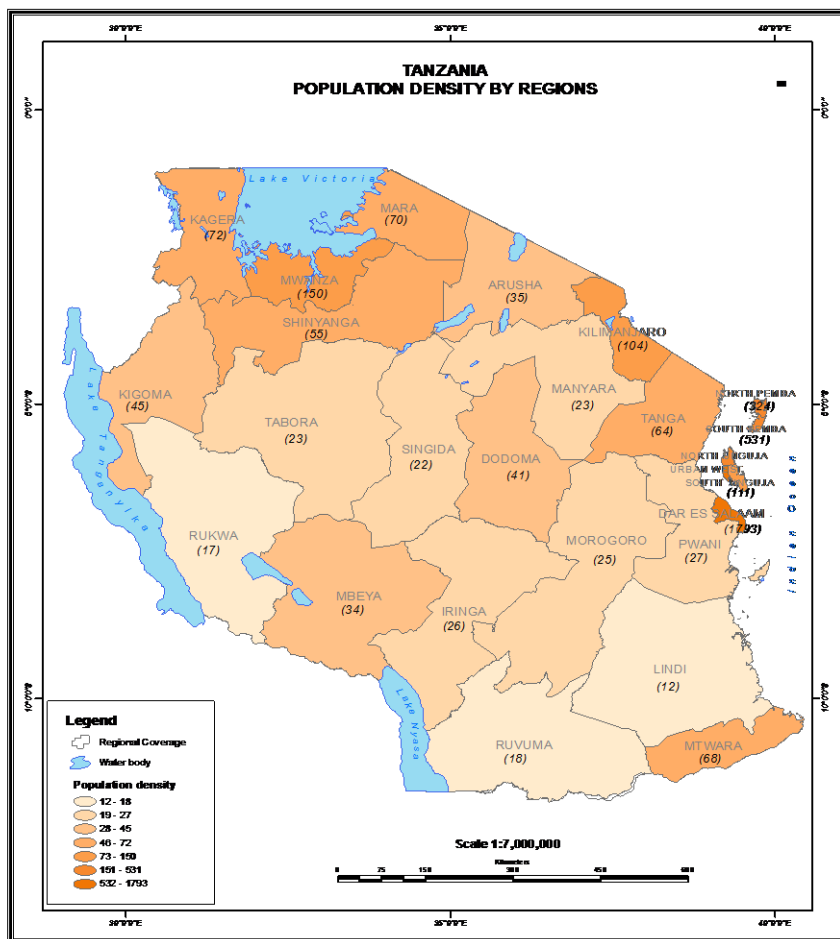 TANZANIA
POPULATION DENSITY BY REGIONS
Lake Victoria
KAGERA
(72)
MARA
(70)
MWANZA
(150)
ARUSHA
(35)
SHINYANGA
(55)
KILIMANJARO
(104)
KIGOMA
(45)
MANYARA
(23)
NORTH PEMBA
(324)
TABORA
(23)
SINGIDA
(22)
DODOMA
(41)
TANGA
(64)
SOUTH PEMBA
(531)
NORTH UNGUJA
URBAN WEST
SOUTH UNGUJA
(111)
Lake Tanganyika
Indian Ocean
DAR ES SALAAM
(1793)
RUKWA
(17)
MOROGORO
(25)
PWANI
(27)
MBEYA
(34)
IRINGA
(26)
LINDI
(12)
Lake Nyasa
RUVUMA
(18)
MTWARA
(68)
Legend
Regional Coverage
Water body
Population density
12 - 18
19 - 27
28 - 45
46 - 72
73 - 150
151 - 531
532 - 1793
Scale 1:7,000,000
Kilometers
0 75 150 300 450 600